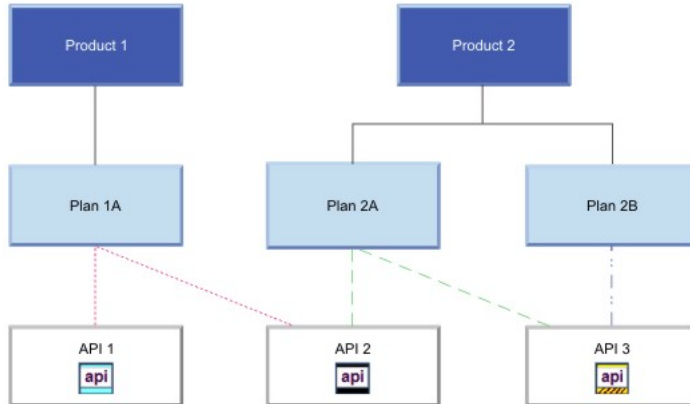 Product 1
Product 2
Plan 1A
Plan 2A
Plan 2B
API 1
API 2
API 3
api
api
api